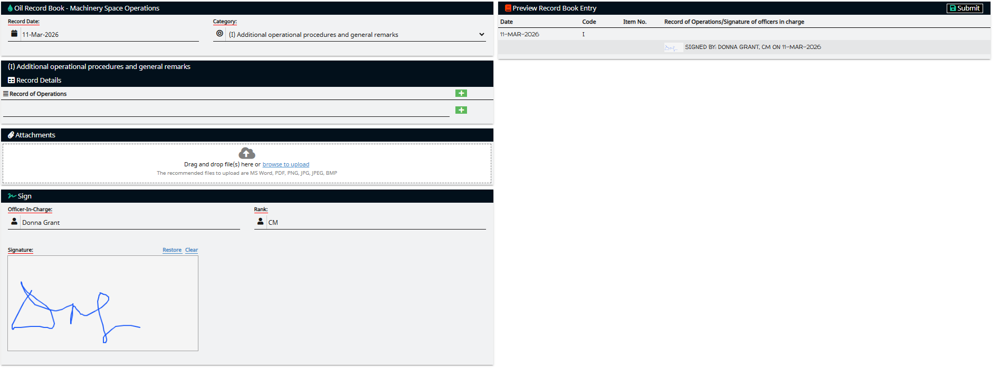 Oil Record Book - Machinery Space Operations
Record Date:
Category:
11-Mar-2026
(I) Additional operational procedures and general remarks
(I) Additional operational procedures and general remarks
Record Details
Record of Operations
Attachments
Drag and drop file(s) here or browse to upload
The recommended files to upload are MS Word, PDF, PNG, JPG, JPEG, BMP
Sign
Officer-In-Charge:
Rank:
Donna Grant
CM
Signature:
Restore Clear
Preview Record Book Entry
Submit
Date Code Item No. Record of Operations/Signature of officers in charge
11-MAR-2026 I
SIGNED BY: DONNA GRANT, CM ON 11-MAR-2026